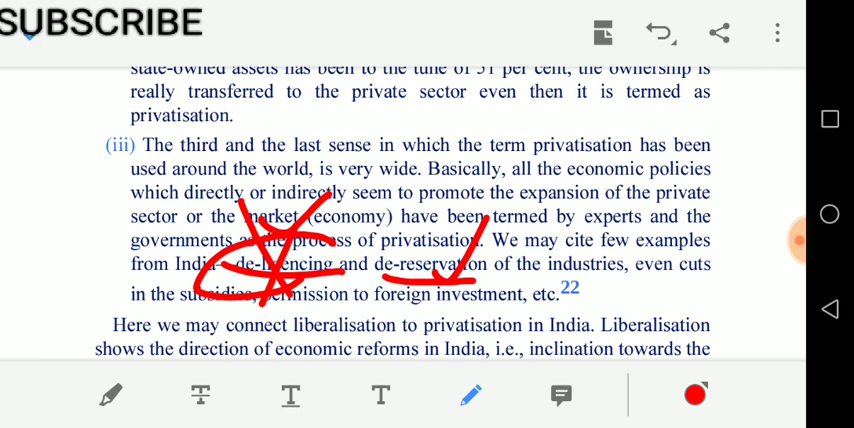 SUBSCRIBE
state-owned assets has been to the tune of 51 per cent, the ownership is
really transferred to the private sector even then it is termed as
privatisation.
(iii) The third and the last sense in which the term privatisation has been
used around the world, is very wide. Basically, all the economic policies
which directly or indirectly seem to promote the expansion of the private
sector or the market (economy) have been termed by experts and the
governments as the process of privatisation. We may cite few examples
from India—de-licencing and de-reservation of the industries, even cuts
in the subsidies, permission to foreign investment, etc.22
Here we may connect liberalisation to privatisation in India. Liberalisation
shows the direction of economic reforms in India, i.e., inclination towards the